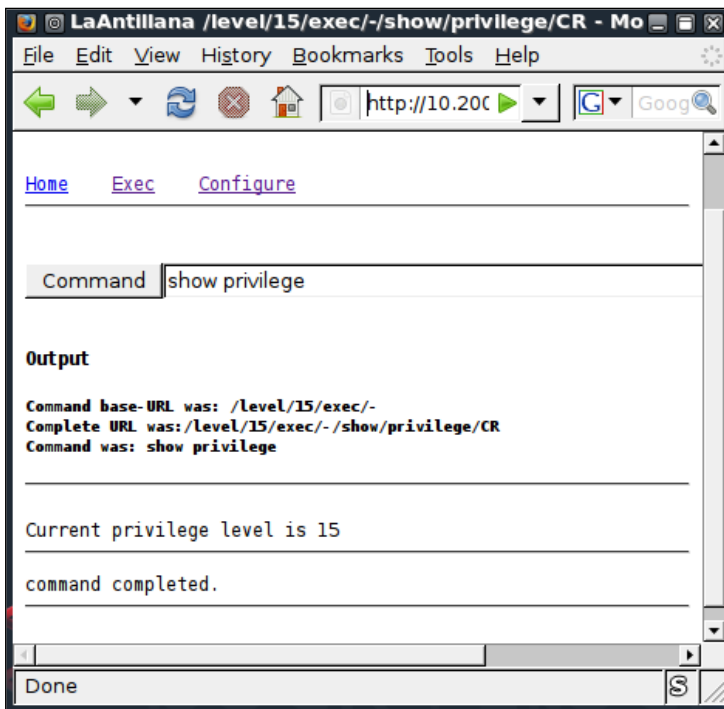 LaAntillana /level/15/exec/-/show/privilege/CR - Mo
File Edit View History Bookmarks Tools Help
http://10.200 G Goog
Home Exec Configure
Command show privilege
Output
Command base-URL was: /level/15/exec/-
Complete URL was:/level/15/exec/-/show/privilege/CR
Command was: show privilege
Current privilege level is 15
command completed.
Done S